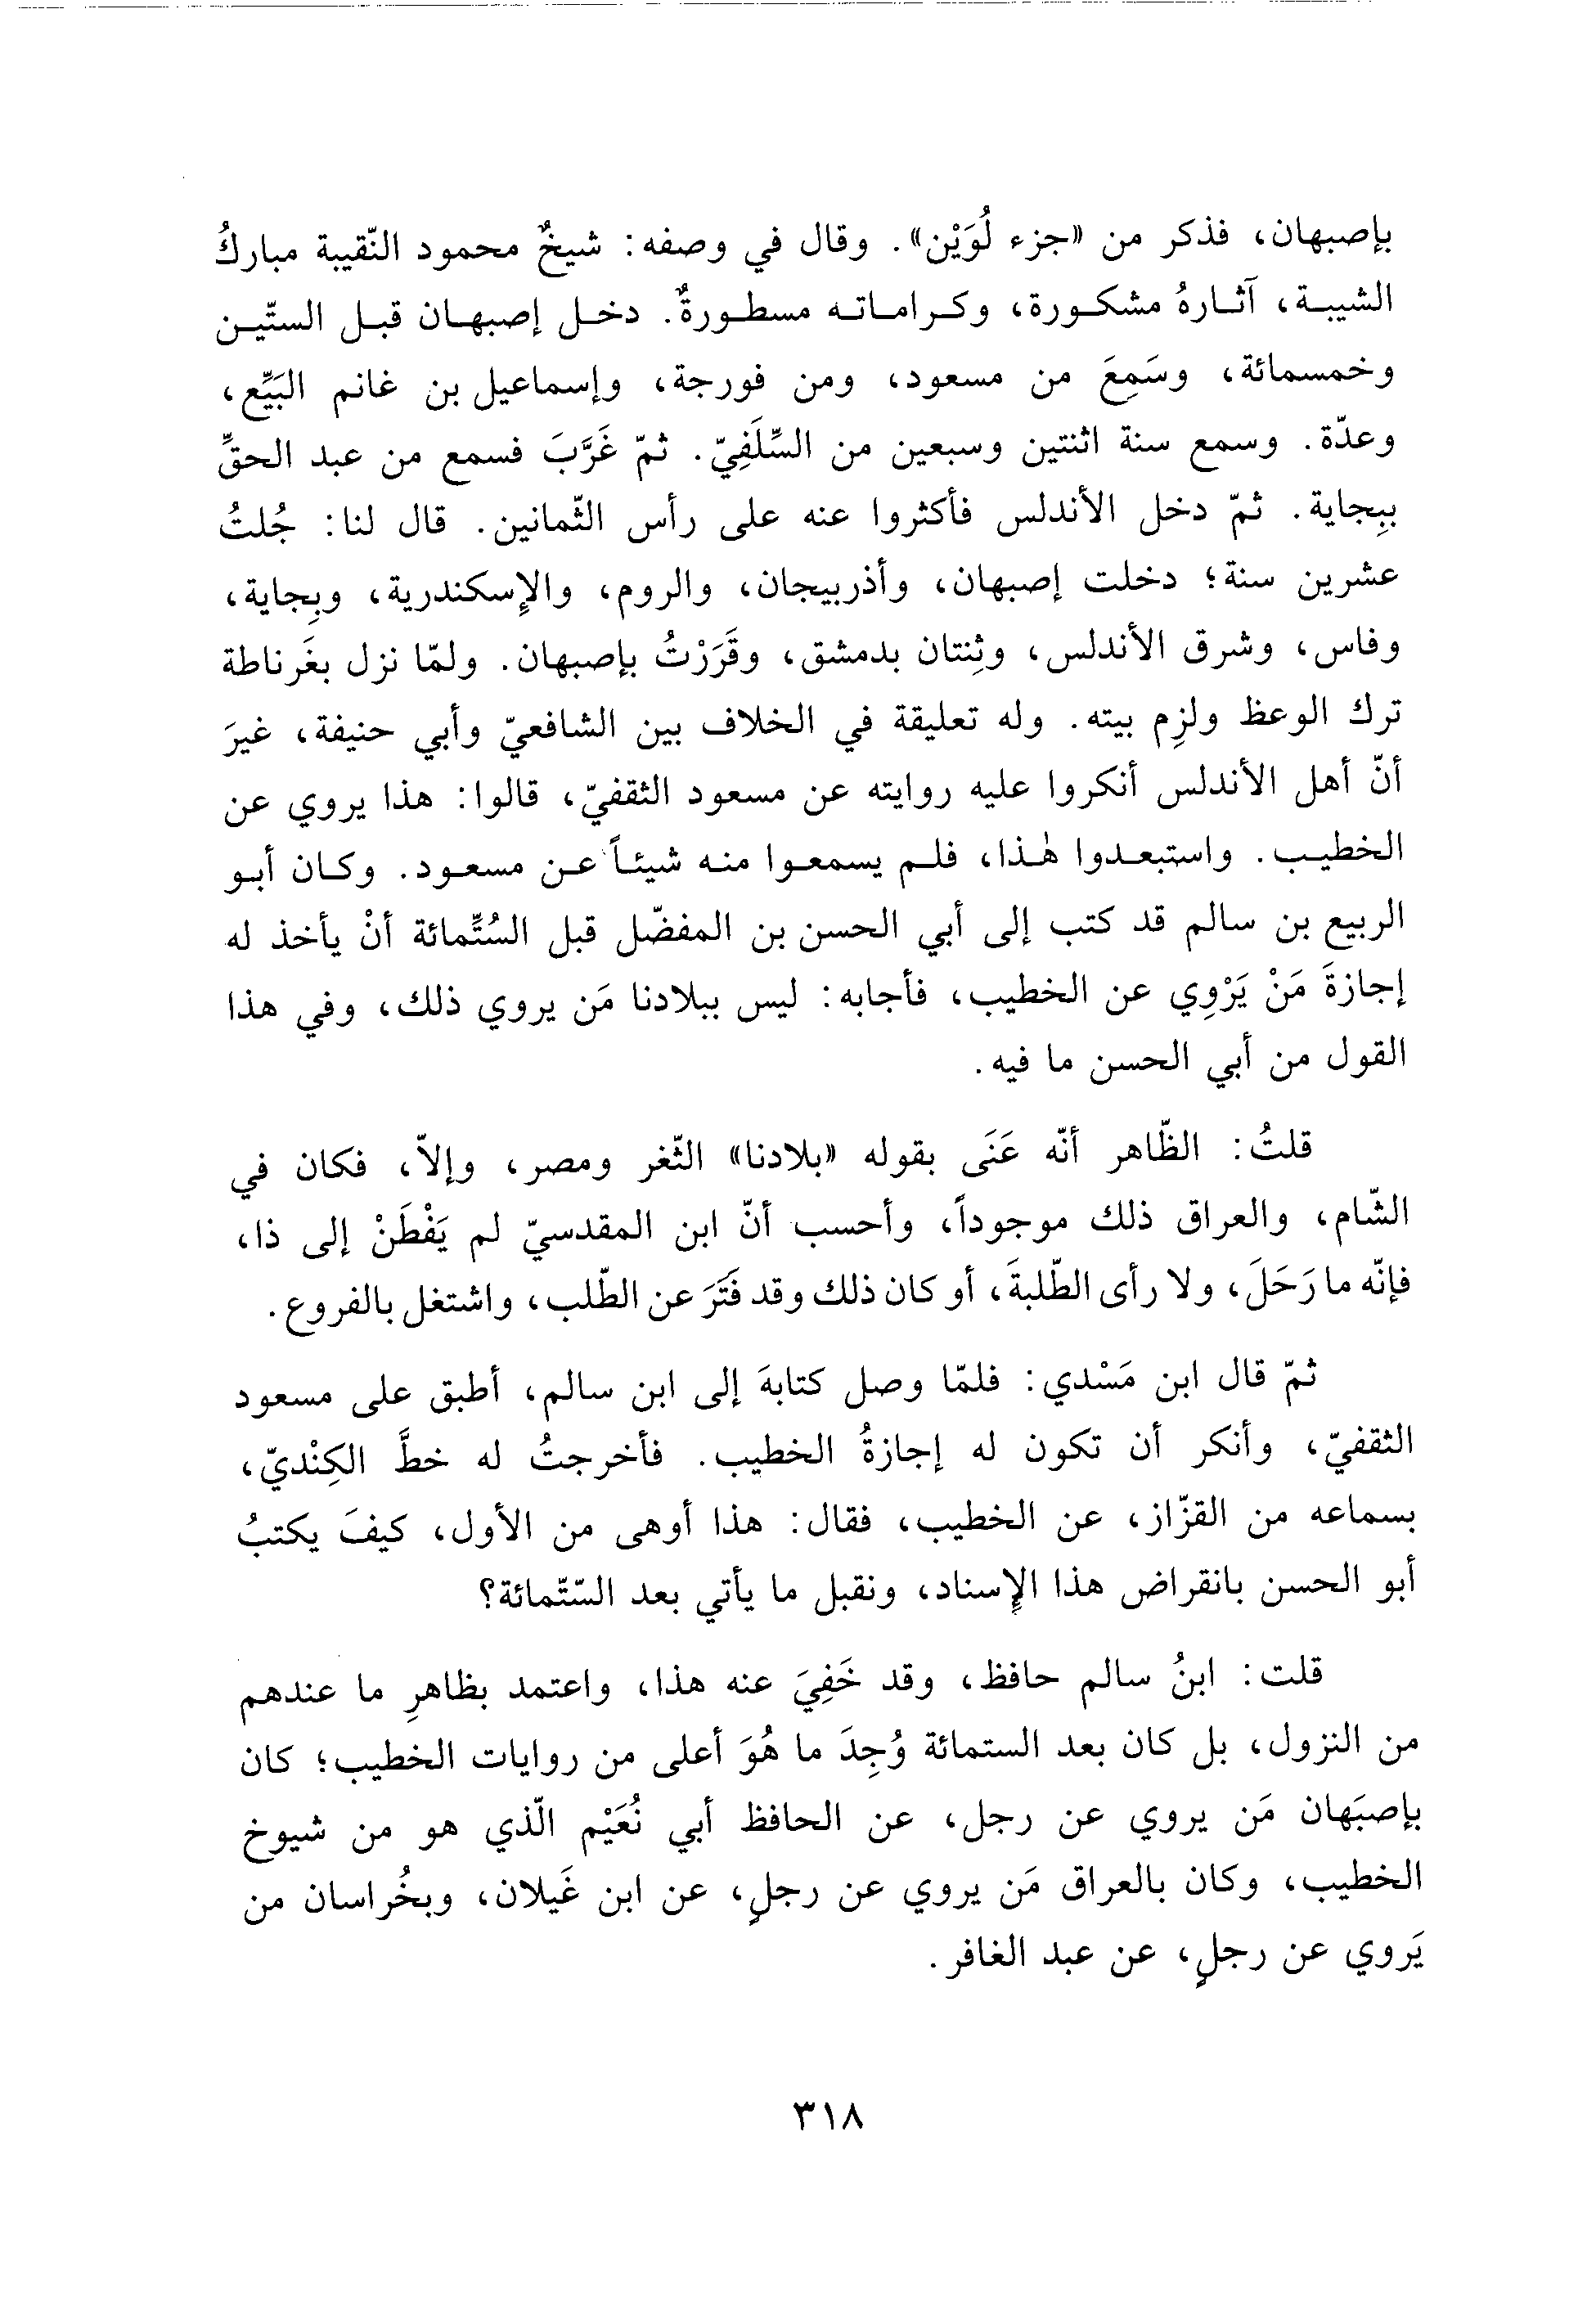 بإصبهان، فذكر من «جزء لُوَيْن». وقال في وصفه: شيخٌ محمود النّقيبة مباركُ
الشيبة، آثارهُ مشكورة، وكراماته مسطورةٌ. دخل إصبهان قبل الستّين
وخمسمائة، وسَمِعَ من مسعود، ومن فورجة، وإسماعيل بن غانم البَيِّع،
وعدّة. وسمع سنة اثنتين وسبعين من السِّلَفِيّ. ثمّ غَرَّبَ فسمع من عبد الحقِّ
ببِجاية. ثمّ دخل الأندلس فأكثروا عنه على رأس الثّمانين. قال لنا: جُلتُ
عشرين سنة؛ دخلت إصبهان، وأذربيجان، والروم، والإسكندرية، وبِجاية،
وفاس، وشرق الأندلس، وثِنتان بدمشق، وقَرَرْتُ بإصبهان. ولمّا نزل بغَرناطة
ترك الوعظ ولزِم بيته. وله تعليقة في الخلاف بين الشافعيّ وأبي حنيفة، غيرَ
أنّ أهل الأندلس أنكروا عليه روايته عن مسعود الثقفيّ، قالوا: هذا يروي عن
الخطيب. واستبعدوا هٰذا، فلم يسمعوا منه شيئاً عن مسعود. وكان أبو
الربيع بن سالم قد كتب إلى أبي الحسن بن المفضّل قبل السُتِّمائة أنْ يأخذ له
إجازةَ مَنْ يَرْوِي عن الخطيب، فأجابه: ليس ببلادنا مَن يروي ذلك، وفي هذا
القول من أبي الحسن ما فيه.
قلتُ: الظّاهر أنّه عَنَى بقوله «بلادنا» الثّغر ومصر، وإلاّ، فكان في
الشّام، والعراق ذلك موجوداً، وأحسب أنّ ابن المقدسيّ لم يَفْطَنْ إلى ذا،
فإنّه ما رَحَلَ، ولا رأى الطّلبةَ، أو كان ذلك وقد فَتَرَ عن الطّلب، واشتغل بالفروع.
ثمّ قال ابن مَسْدي: فلمّا وصل كتابهَ إلى ابن سالم، أطبق على مسعود
الثقفيّ، وأنكر أن تكون له إجازةُ الخطيب. فأخرجتُ له خطَّ الكِنْديّ،
بسماعه من القزّاز، عن الخطيب، فقال: هذا أوهى من الأول، كيفَ يكتبُ
أبو الحسن بانقراض هذا الإسناد، ونقبل ما يأتي بعد السّتّمائة؟
قلت: ابنُ سالم حافظ، وقد خَفِيَ عنه هذا، واعتمد بظاهرِ ما عندهم
من النزول، بل كان بعد الستمائة وُجِدَ ما هُوَ أعلى من روايات الخطيب؛ كان
بإصبَهان مَن يروي عن رجل، عن الحافظ أبي نُعَيْم الّذي هو من شيوخ
الخطيب، وكان بالعراق مَن يروي عن رجلٍ، عن ابن غَيلان، وبخُراسان من
يَروي عن رجلٍ، عن عبد الغافر.
٣١٨